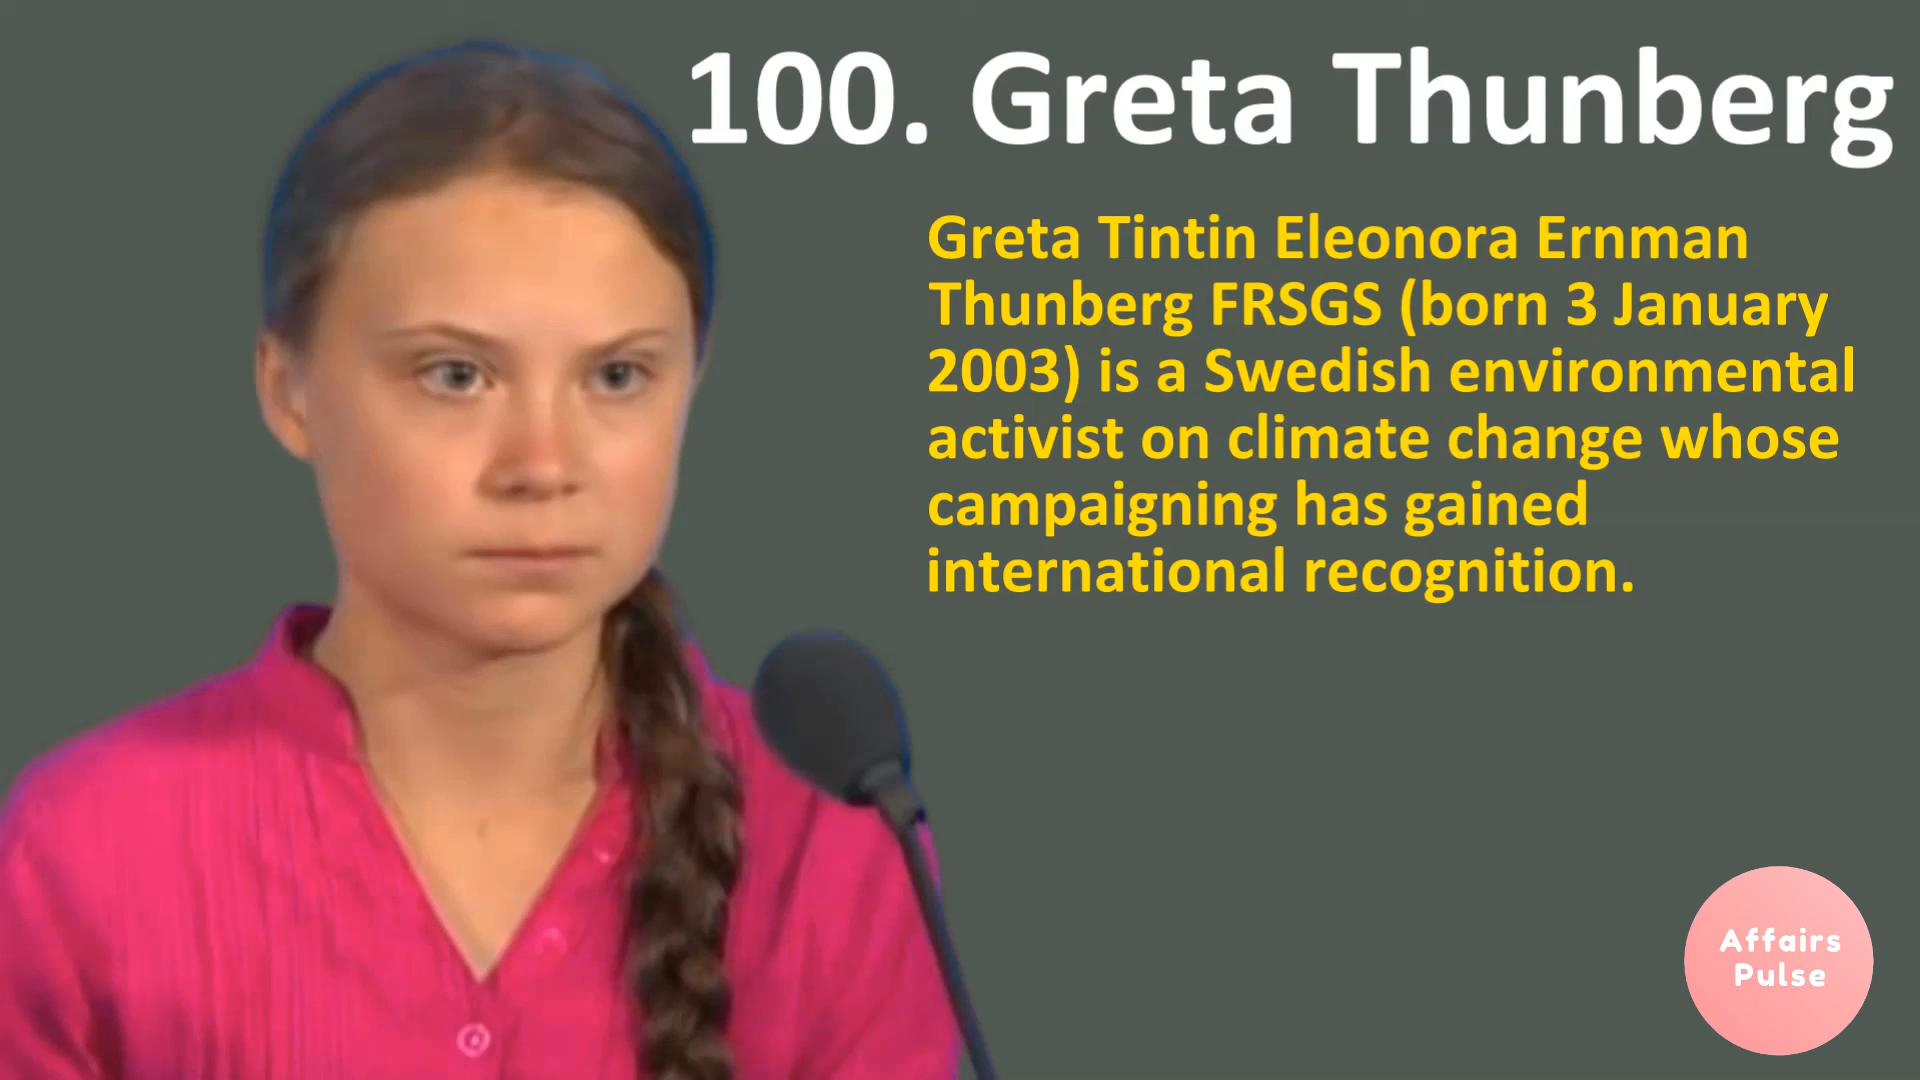 100. Greta Thunberg
Greta Tintin Eleonora Ernman
Thunberg FRSGS (born 3 January
2003) is a Swedish environmental
activist on climate change whose
campaigning has gained
international recognition.
Affairs
Pulse